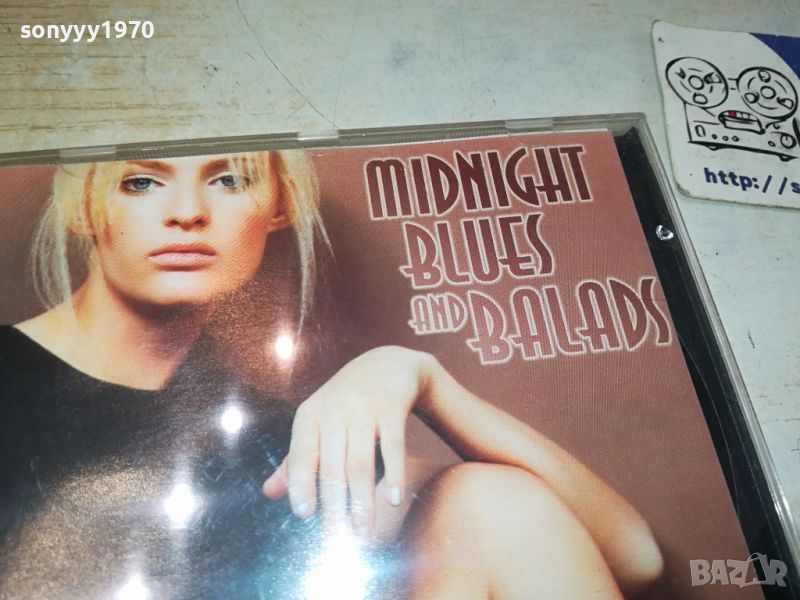 sonyyy1970
MIDNIGHT
BLUES
AND BALADS
http://s
BAZAR